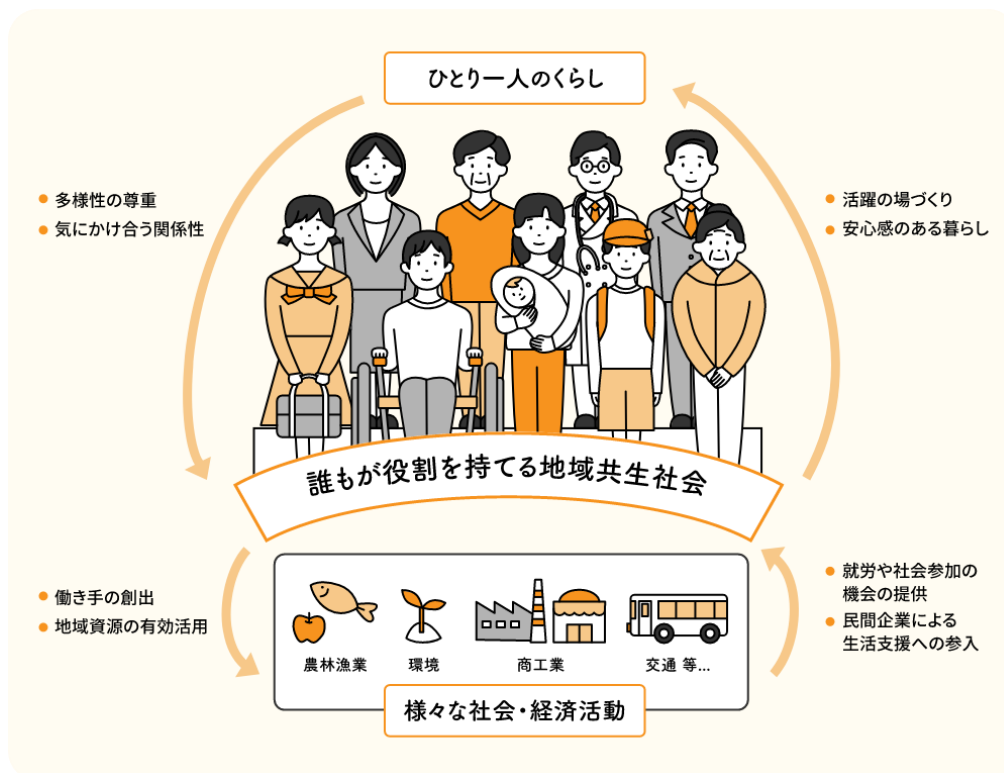 ひとり一人のくらし
多様性の尊重
気にかけ合う関係性
活躍の場づくり
安心感のある暮らし
誰もが役割を持てる地域共生社会
働き手の創出
地域資源の有効活用
就労や社会参加の
機会の提供
民間企業による
生活支援への参入
農林漁業
環境
商工業
交通 等...
様々な社会・経済活動